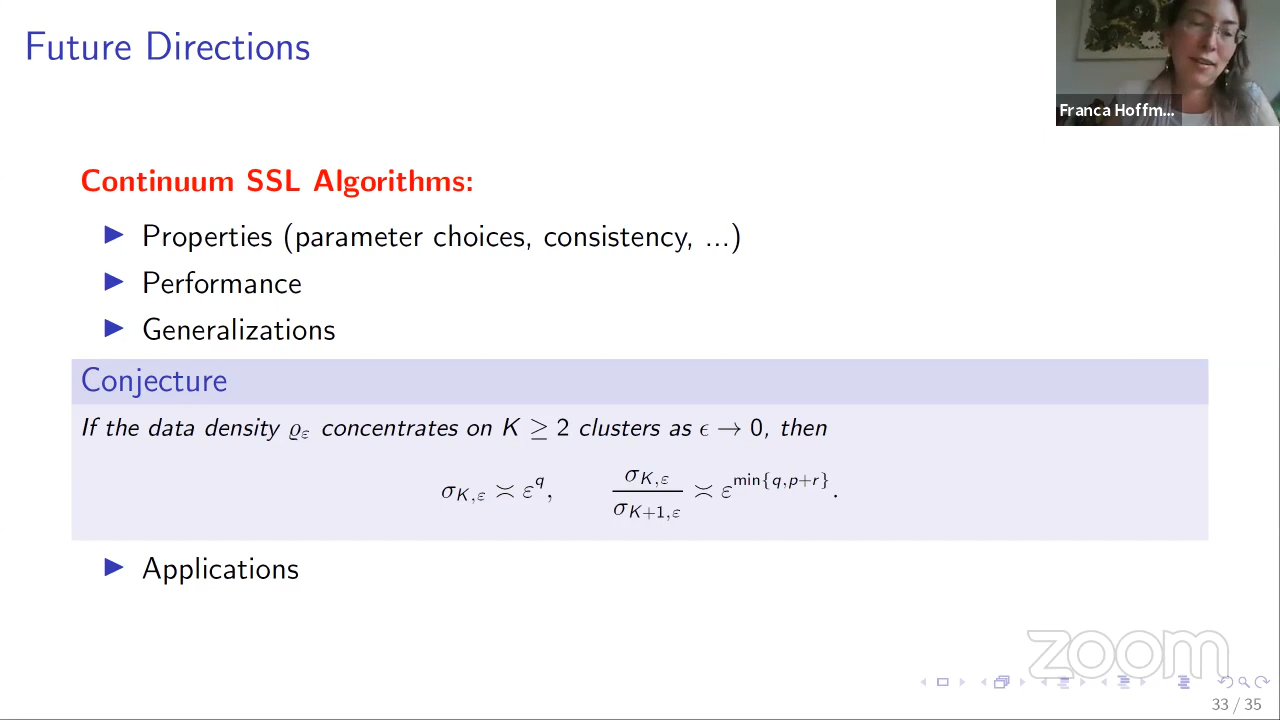 Future Directions
Franca Hoffm...
Continuum SSL Algorithms:
▶ Properties (parameter choices, consistency, ...)
▶ Performance
▶ Generalizations
Conjecture
If the data density ϱ_ε concentrates on K ≥ 2 clusters as ϵ → 0, then
σ_{K,ε} ≍ ε^q, σ_{K,ε} / σ_{K+1,ε} ≍ ε^{min{q,p+r}}.
▶ Applications
zoom
33 / 35